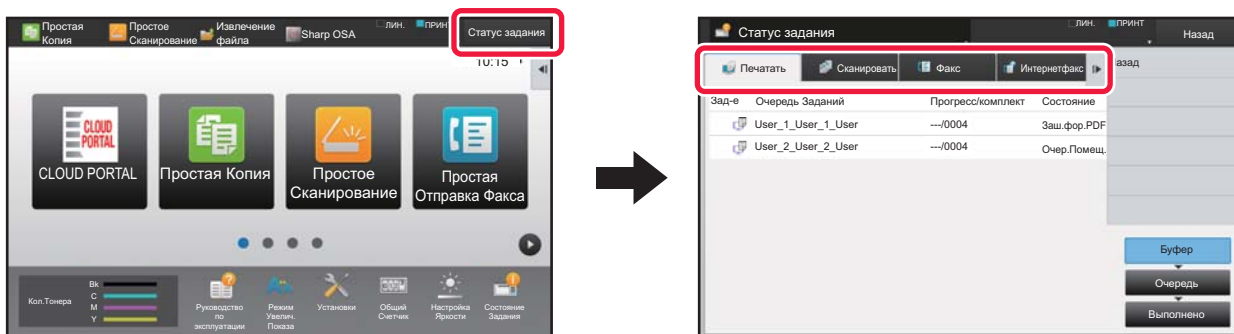 Простая Копия
Простое Сканирование
Извлечение файла
Sharp OSA
ЛИН.
ПРИНТ
Статус задания
10:15
CLOUD PORTAL
CLOUD PORTAL
Простая Копия
Простое Сканирование
Простая Отправка Факса
Кол.Тонера
Bk
C
M
Y
Руководство по эксплуатации
Режим Увелич. Показа
Установки
Общий Счетчик
Настройка Яркости
Состояние Задания
Статус задания
ЛИН.
ПРИНТ
Назад
Печатать
Сканировать
Факс
Интернетфакс
азад
Зад-е
Очередь Заданий
Прогресс/комплект
Состояние
User_1_User_1_User
---/0004
Заш.фор.PDF
User_2_User_2_User
---/0004
Очер.Помещ.
Буфер
Очередь
Выполнено